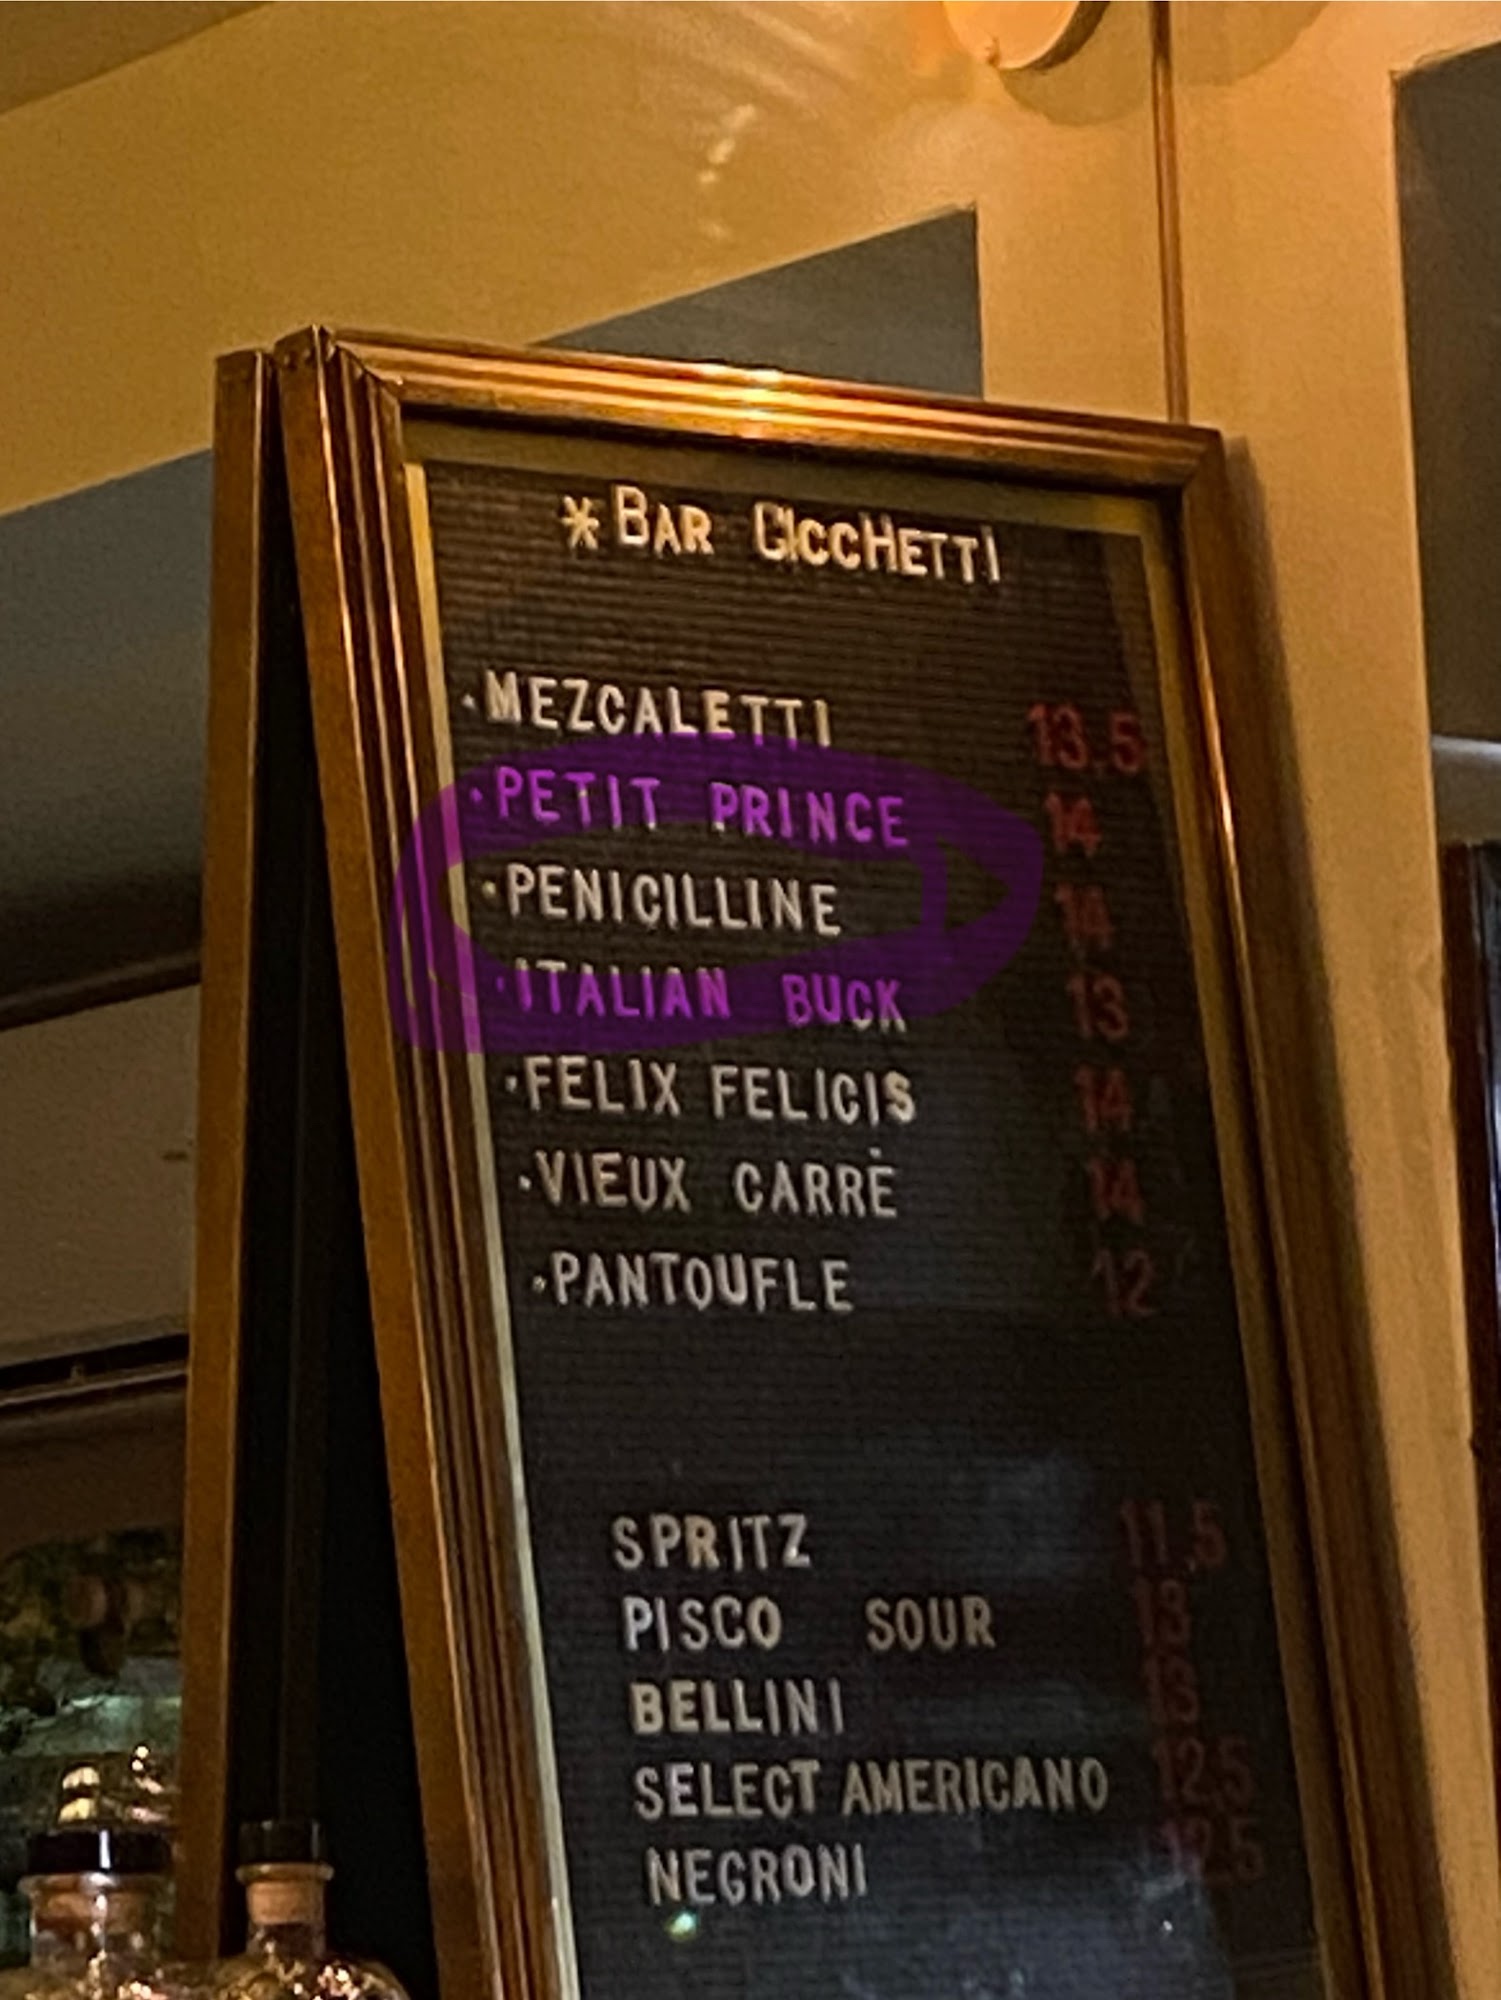 *BAR CICCHETTI
·MEZCALETTI 13.5
·PETIT PRINCE 14
·PENICILLINE 14
·ITALIAN BUCK 13
·FELIX FELICIS 14
·VIEUX CARRĖ 14
·PANTOUFLE 12
SPRITZ 11.5
PISCO SOUR 13
BELLINI 13
SELECT AMERICANO 12.5
NEGRONI 12.5